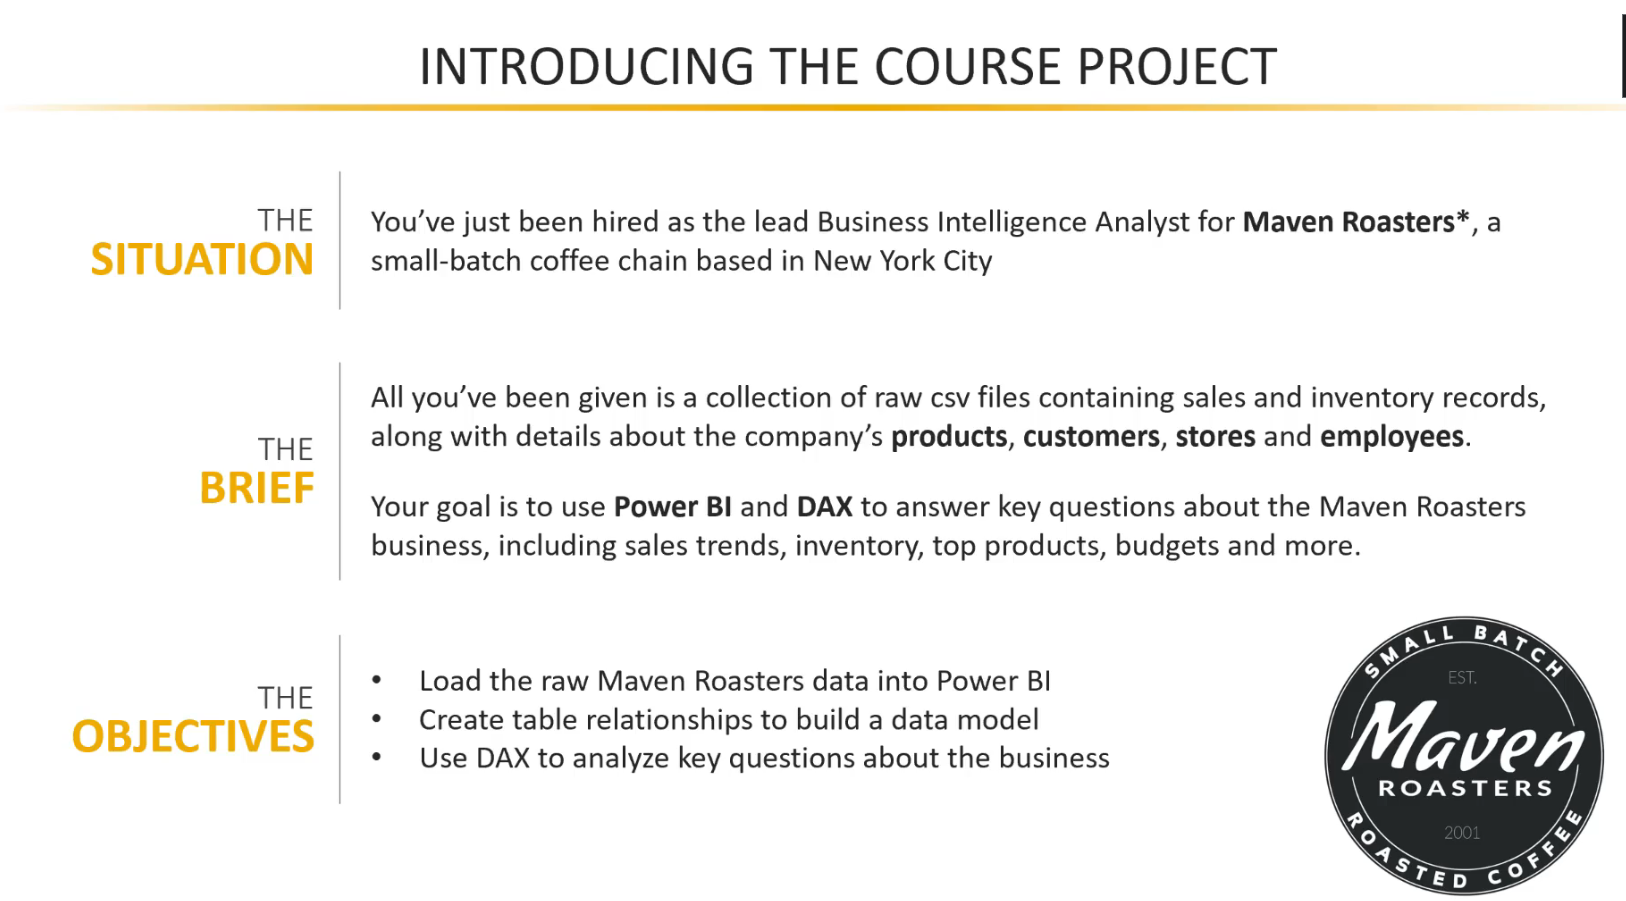 INTRODUCING THE COURSE PROJECT
THE
SITUATION
You’ve just been hired as the lead Business Intelligence Analyst for Maven Roasters*, a
small-batch coffee chain based in New York City
THE
BRIEF
All you’ve been given is a collection of raw csv files containing sales and inventory records,
along with details about the company’s products, customers, stores and employees.
Your goal is to use Power BI and DAX to answer key questions about the Maven Roasters
business, including sales trends, inventory, top products, budgets and more.
THE
OBJECTIVES
• Load the raw Maven Roasters data into Power BI
• Create table relationships to build a data model
• Use DAX to analyze key questions about the business
SMALL BATCH
EST.
Maven
ROASTERS
2001
ROASTED COFFEE